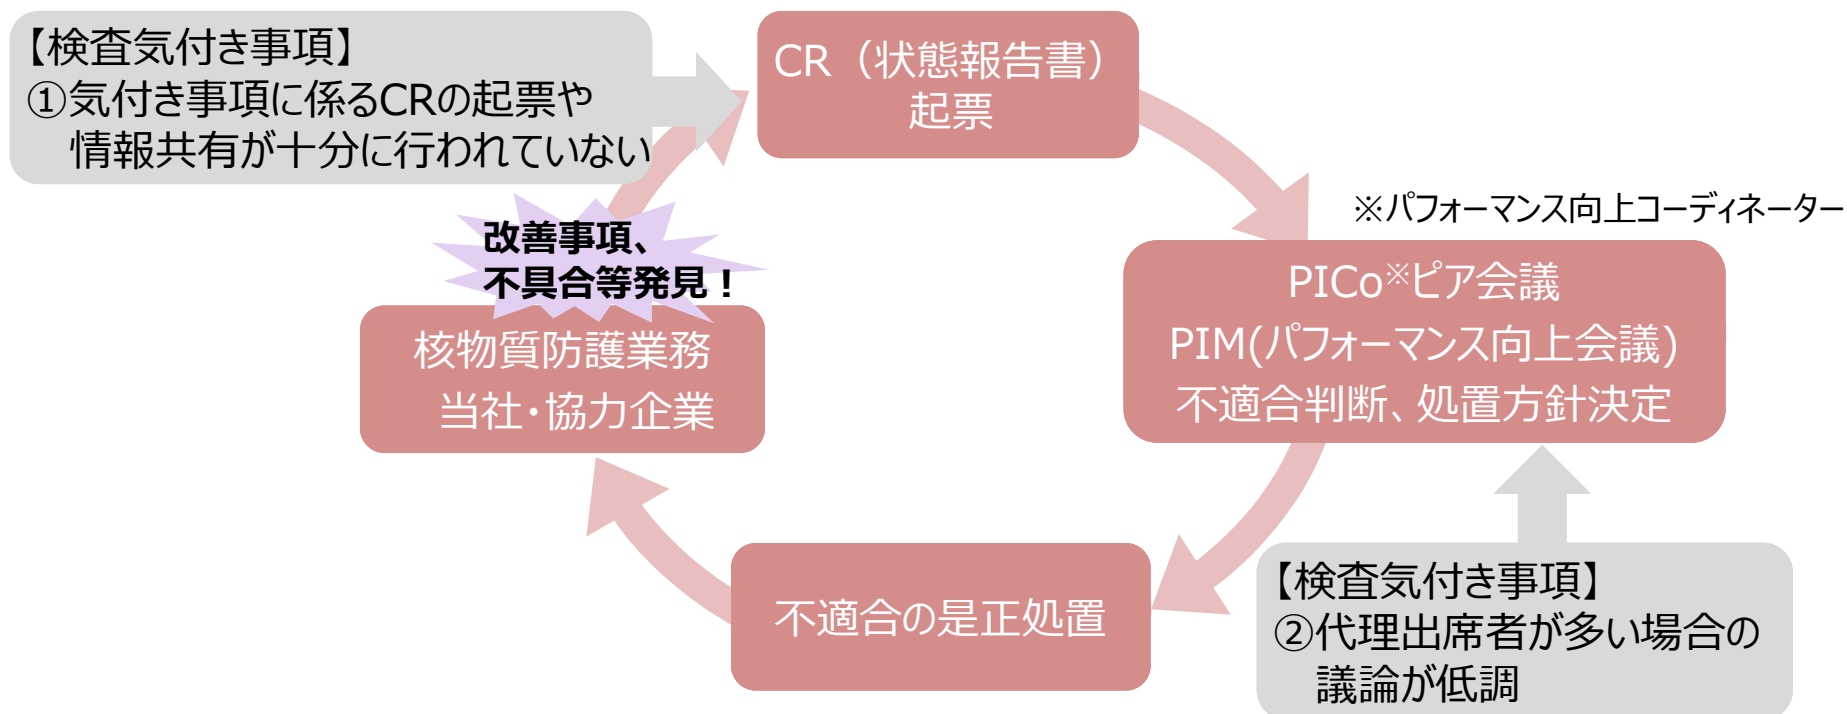 【検査気付き事項】
①気付き事項に係るCRの起票や
情報共有が十分に行われていない
CR（状態報告書）
起票
※パフォーマンス向上コーディネーター
改善事項、
不具合等発見！
PICo※ピア会議
PIM(パフォーマンス向上会議)
不適合判断、処置方針決定
核物質防護業務
当社・協力企業
不適合の是正処置
【検査気付き事項】
②代理出席者が多い場合の
議論が低調